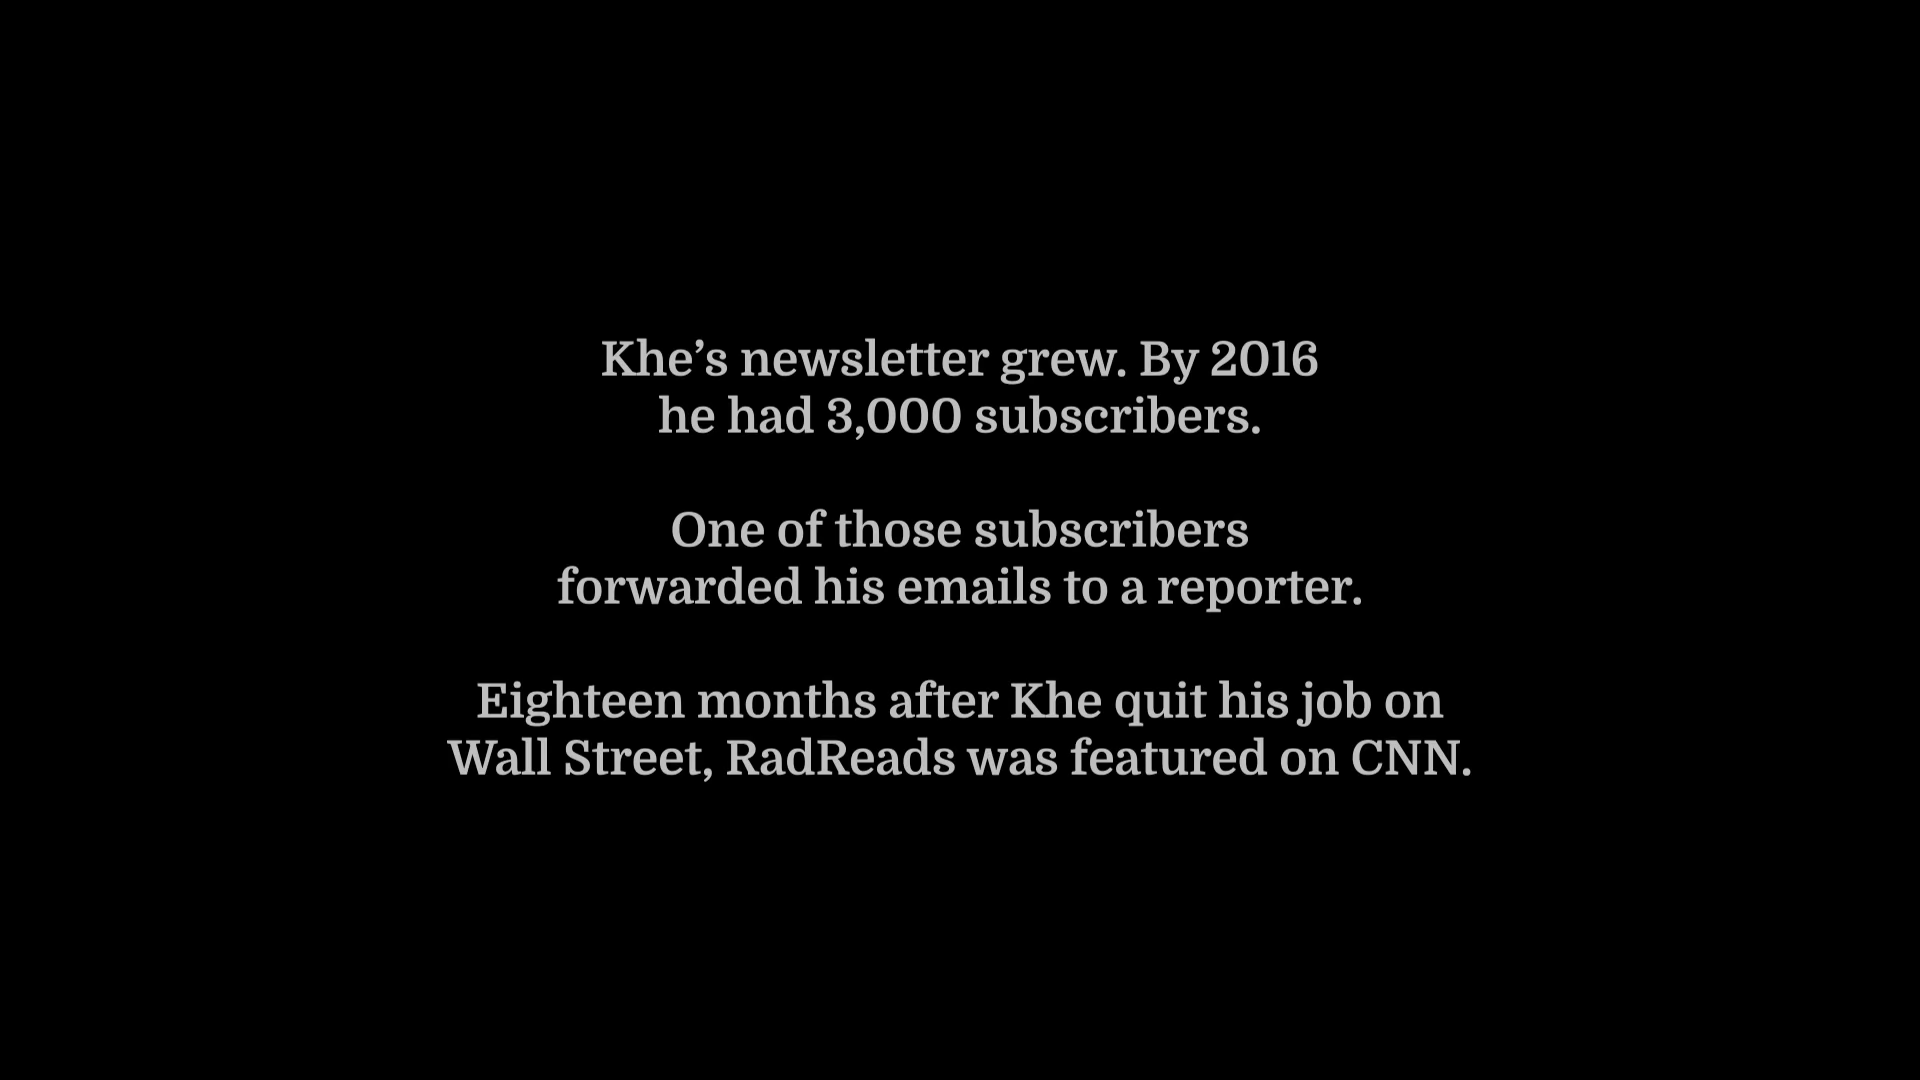 Khe’s newsletter grew. By 2016
he had 3,000 subscribers.
One of those subscribers
forwarded his emails to a reporter.
Eighteen months after Khe quit his job on
Wall Street, RadReads was featured on CNN.